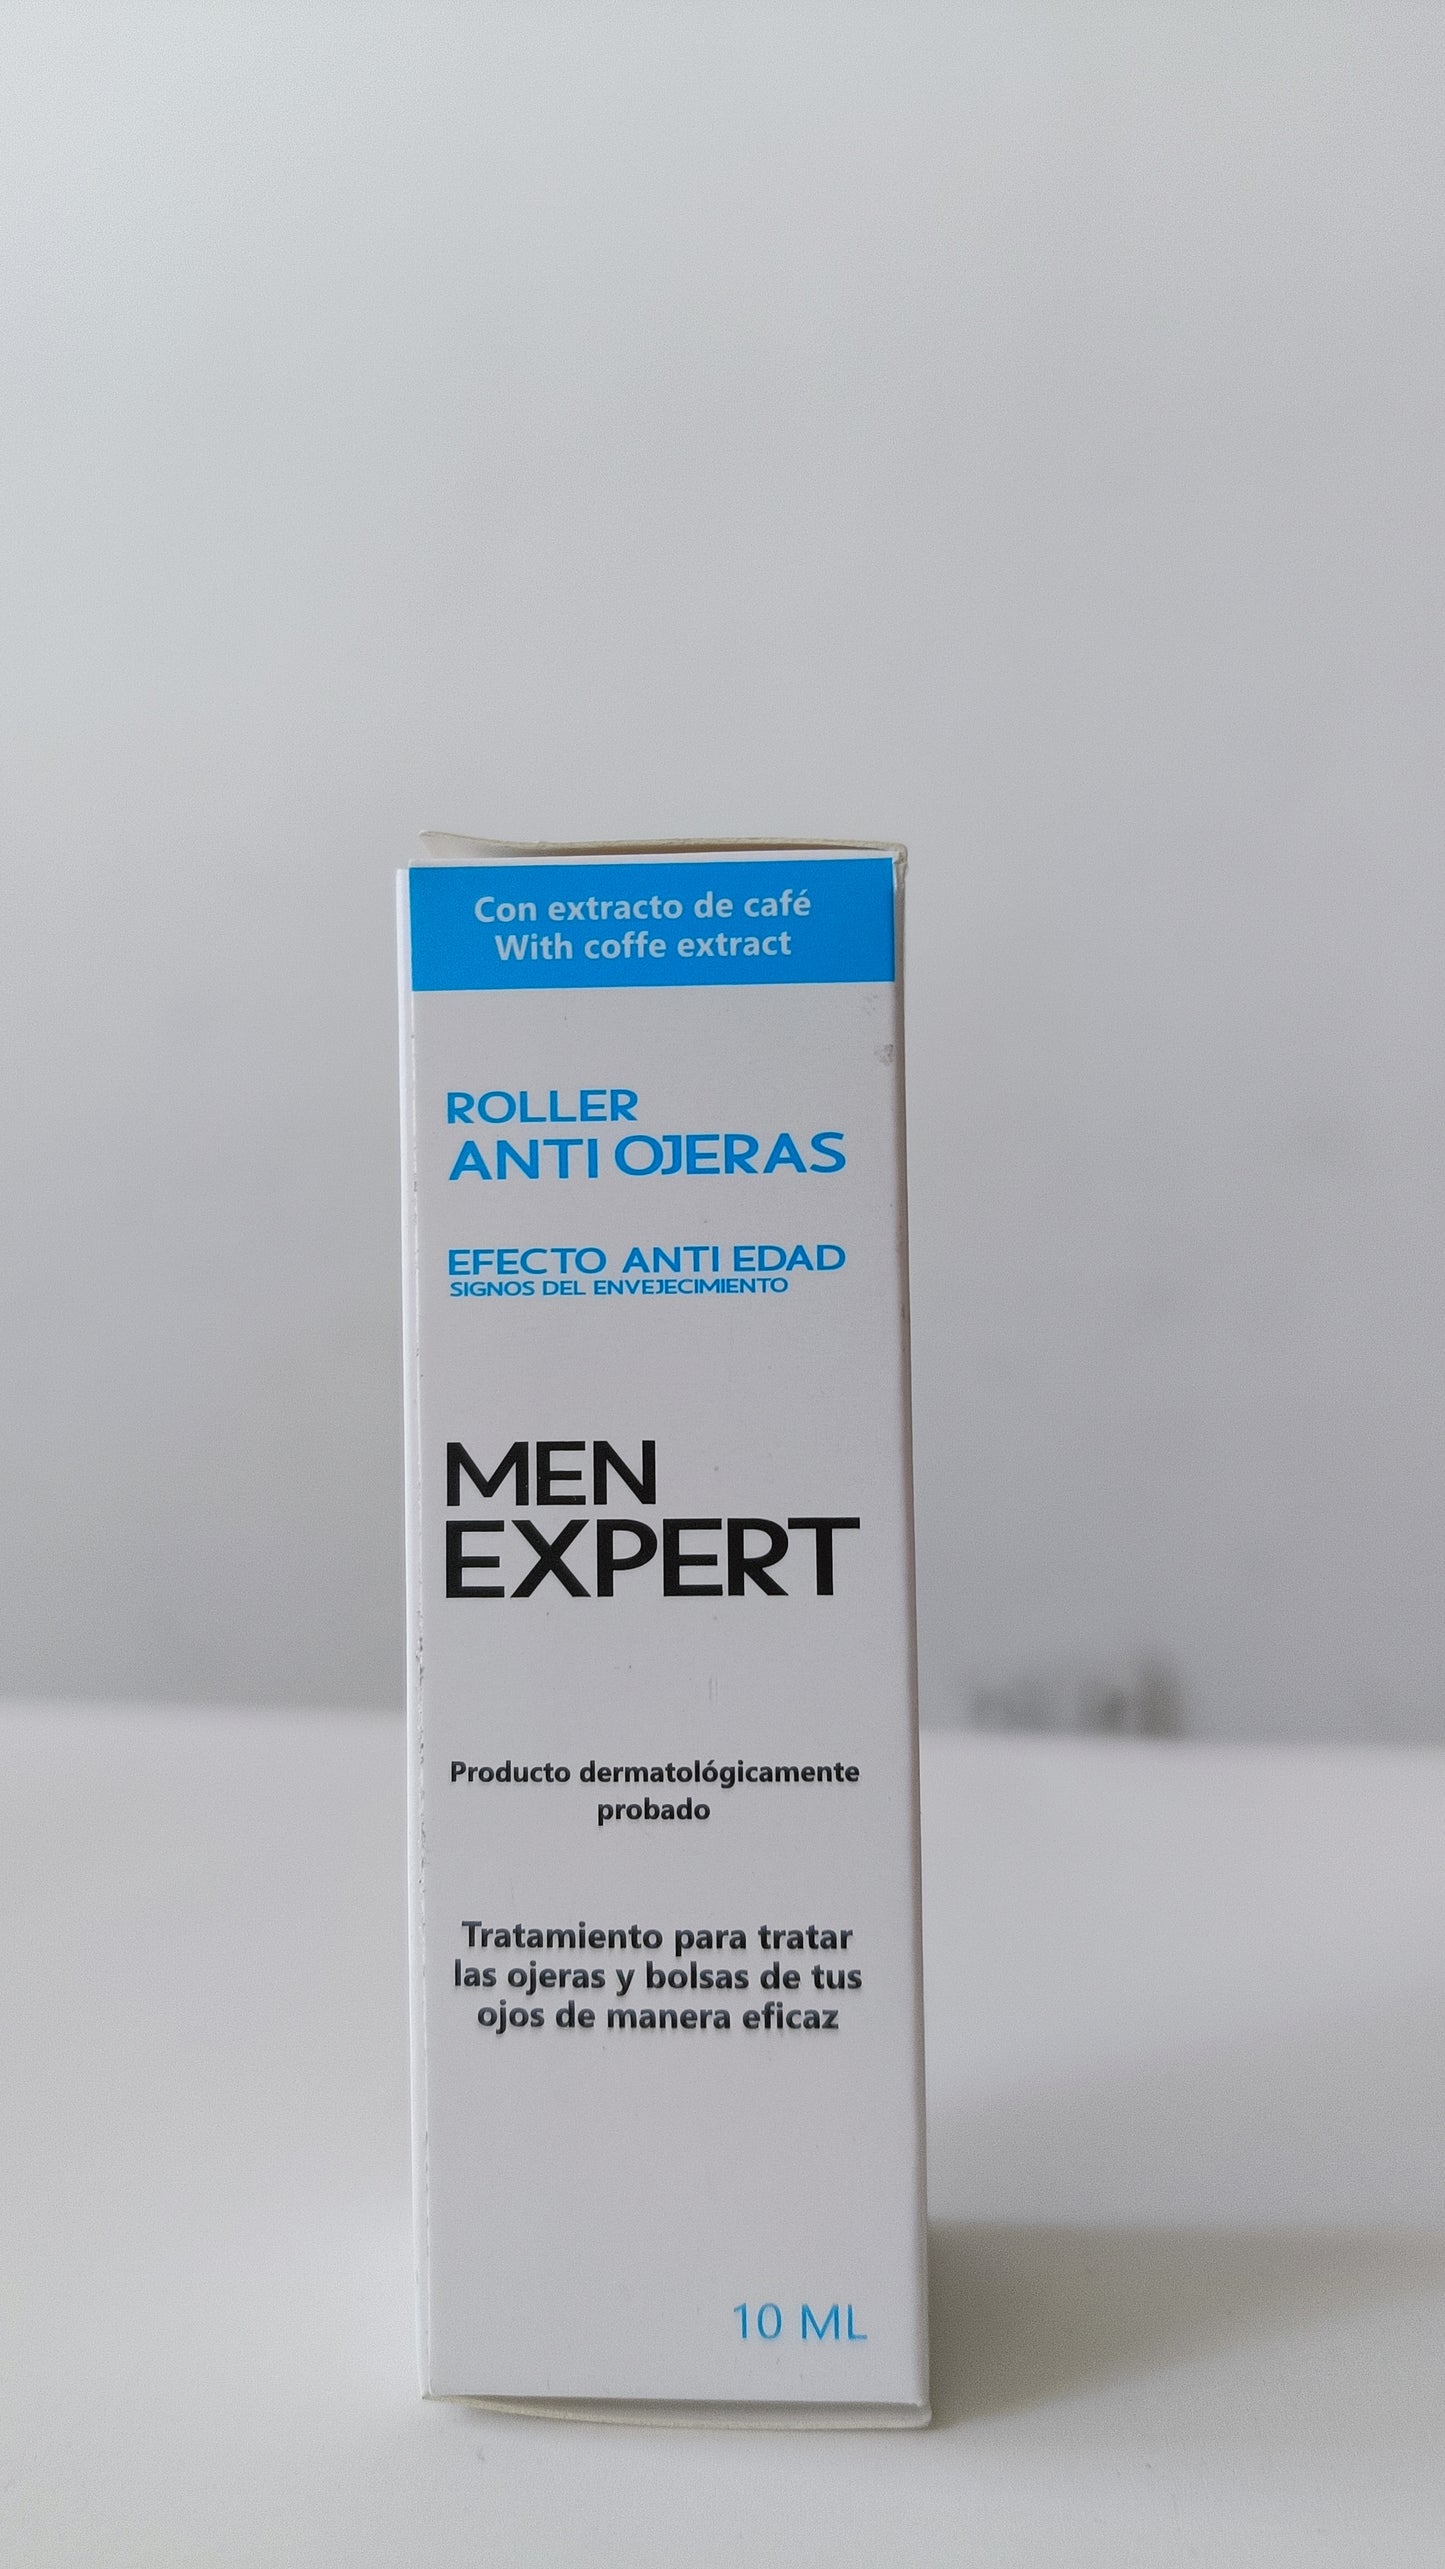 Con extracto de café
With coffe extract
ROLLER
ANTI OJERAS
EFECTO ANTI EDAD
SIGNOS DEL ENVEJECIMIENTO
MEN
EXPERT
Producto dermatológicamente
probado
Tratamiento para tratar
las ojeras y bolsas de tus
ojos de manera eficaz
10 ML